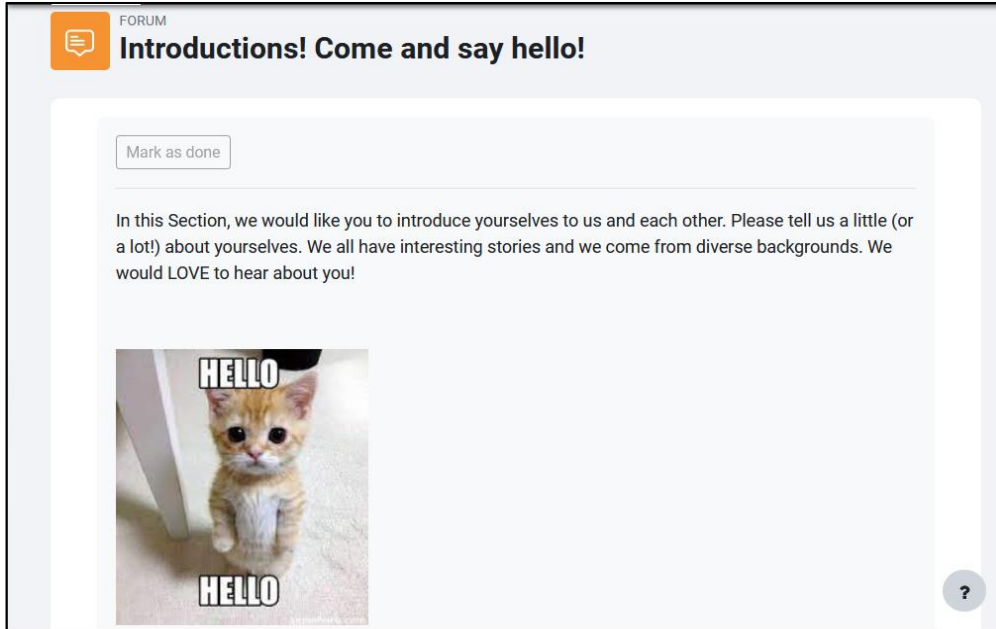 FORUM
Introductions! Come and say hello!
Mark as done
In this Section, we would like you to introduce yourselves to us and each other. Please tell us a little (or
a lot!) about yourselves. We all have interesting stories and we come from diverse backgrounds. We
would LOVE to hear about you!
HELLO
HELLO
?